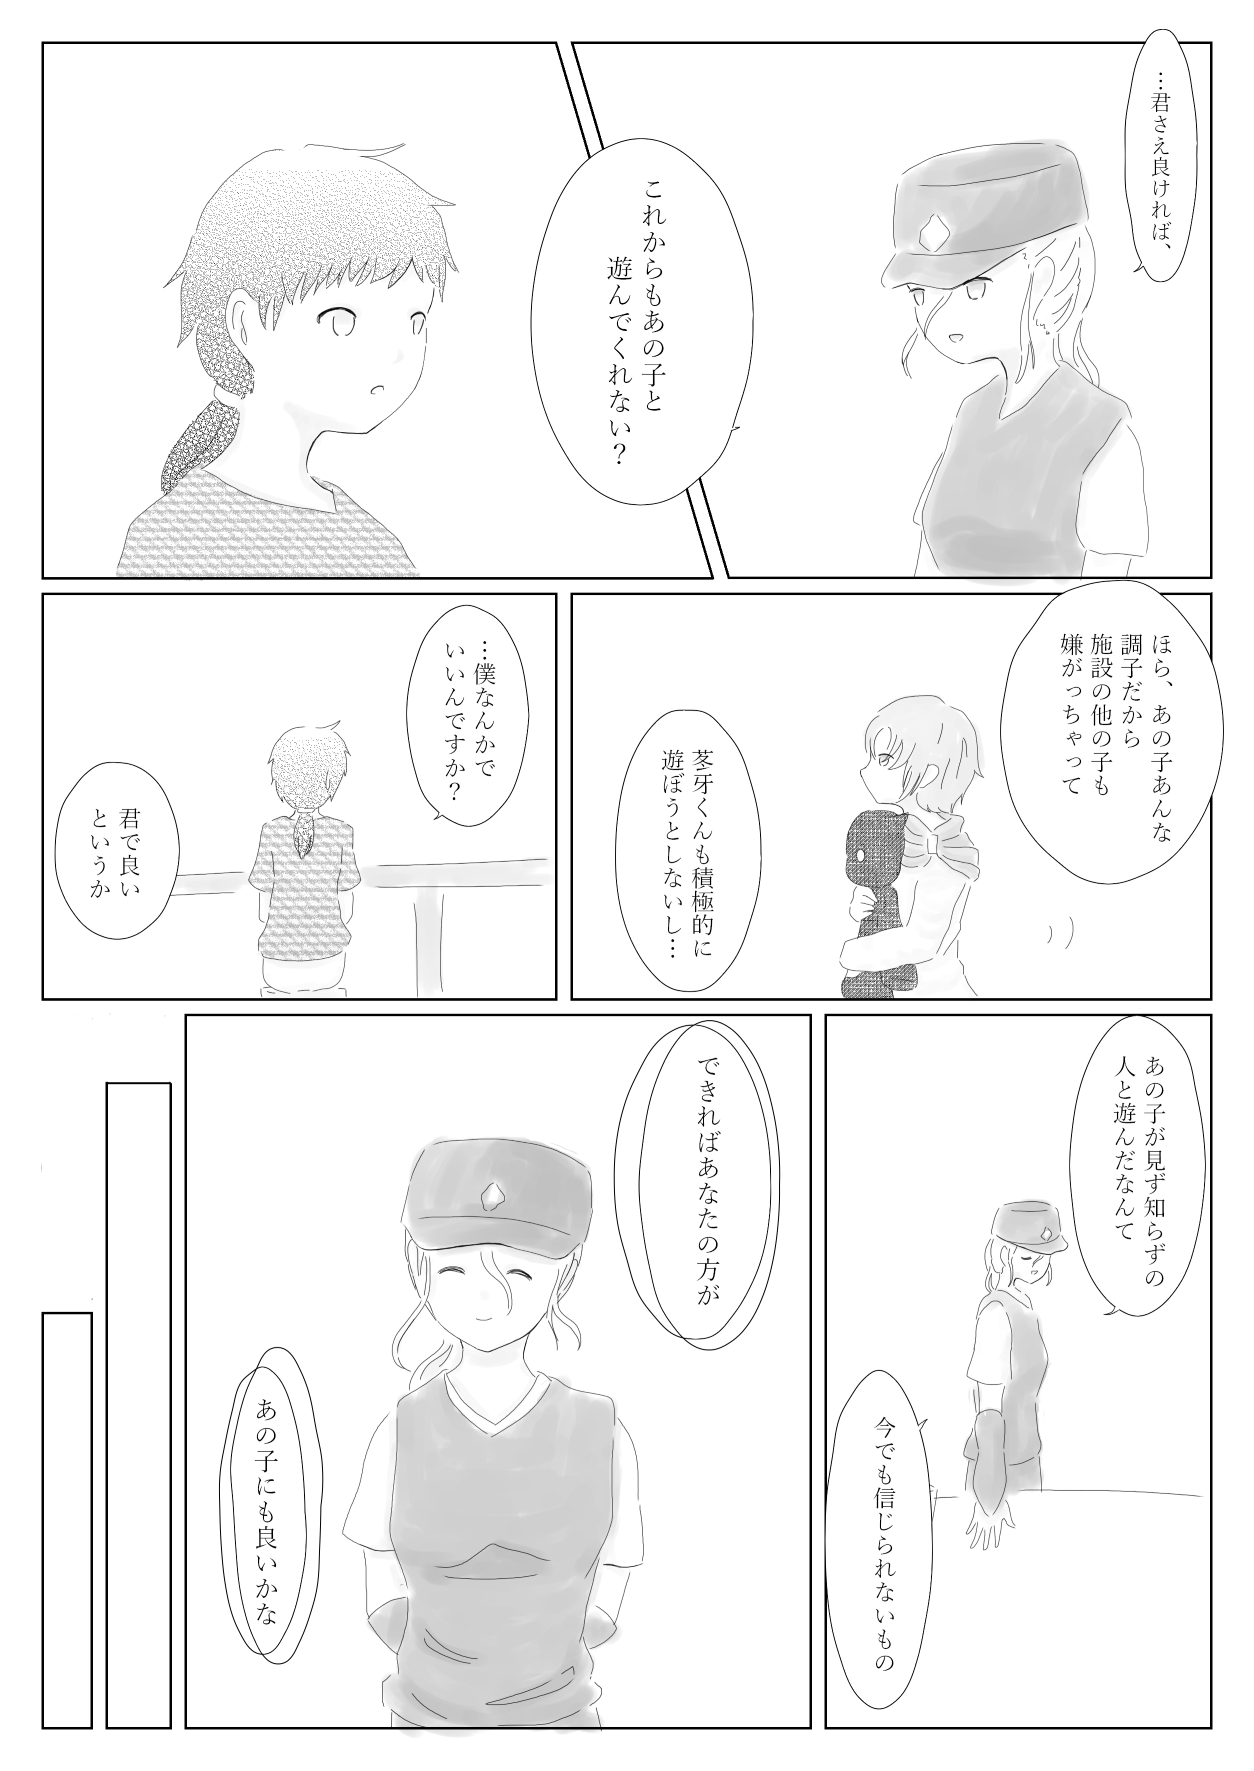 …君さえ良ければ、
これからもあの子と
遊んでくれない?
ほら、あの子あんな
調子だから
施設の他の子も
嫌がっちゃって
茎牙くんも積極的に
遊ぼうとしないし…
…僕なんかで
いいんですか?
君で良い
というか
あの子が見ず知らずの
人と遊んだなんて
今でも信じられないもの
できればあなたの方が
あの子にも良いかな